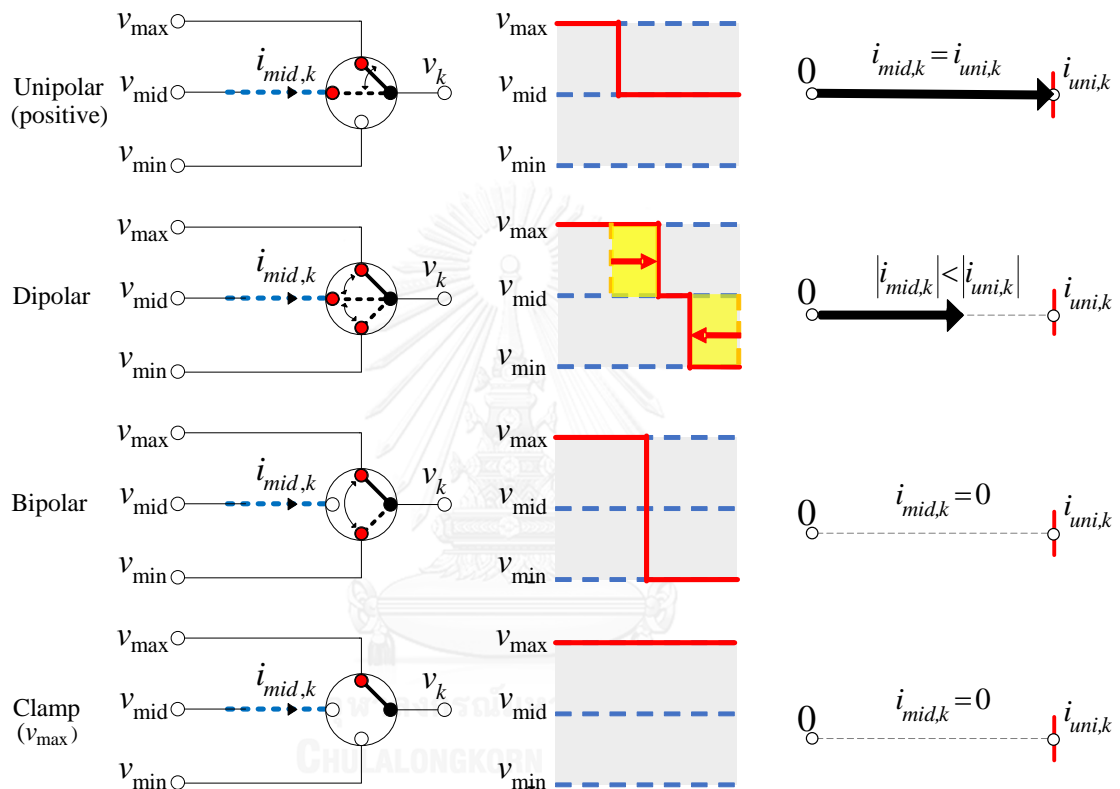 v_max
v_mid
v_min
Unipolar
(positive)
i_mid,k
v_k
v_max
v_mid
v_min
0
i_mid,k = i_uni,k
i_uni,k
v_max
v_mid
v_min
Dipolar
i_mid,k
v_k
v_max
v_mid
v_min
0
|i_mid,k| < |i_uni,k|
i_uni,k
v_max
v_mid
v_min
Bipolar
i_mid,k
v_k
v_max
v_mid
v_min
0
i_mid,k = 0
i_uni,k
v_max
v_mid
v_min
Clamp
(v_max)
i_mid,k
v_k
v_max
v_mid
v_min
0
i_mid,k = 0
i_uni,k
CHULALONGKORN